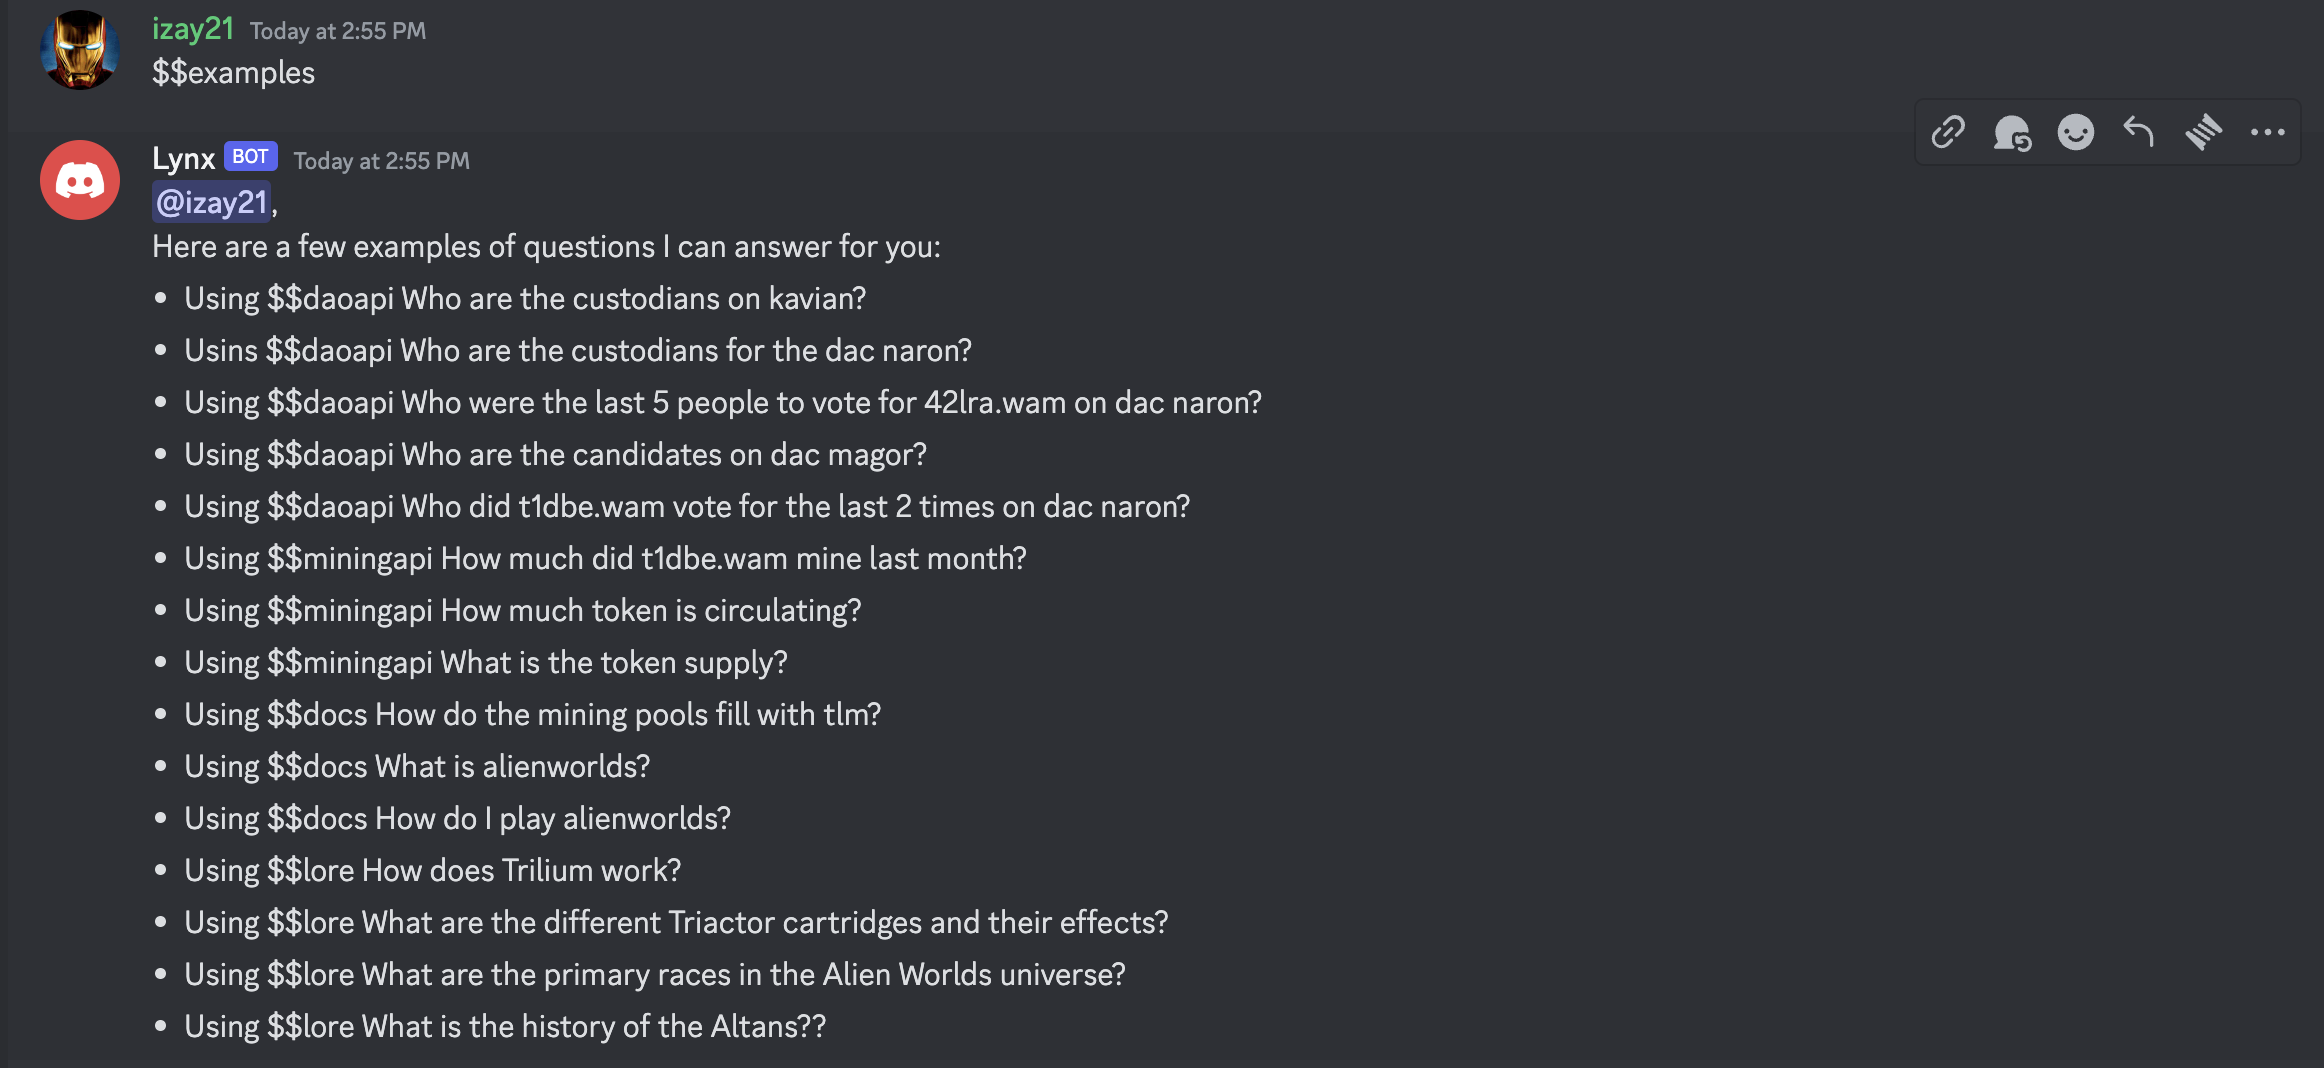 izay21 Today at 2:55 PM
$$examples
Lynx BOT Today at 2:55 PM
@izay21,
Here are a few examples of questions I can answer for you:
• Using $$daoapi Who are the custodians on kavian?
• Usins $$daoapi Who are the custodians for the dac naron?
• Using $$daoapi Who were the last 5 people to vote for 42lra.wam on dac naron?
• Using $$daoapi Who are the candidates on dac magor?
• Using $$daoapi Who did t1dbe.wam vote for the last 2 times on dac naron?
• Using $$miningapi How much did t1dbe.wam mine last month?
• Using $$miningapi How much token is circulating?
• Using $$miningapi What is the token supply?
• Using $$docs How do the mining pools fill with tlm?
• Using $$docs What is alienworlds?
• Using $$docs How do I play alienworlds?
• Using $$lore How does Trilium work?
• Using $$lore What are the different Triactor cartridges and their effects?
• Using $$lore What are the primary races in the Alien Worlds universe?
• Using $$lore What is the history of the Altans??